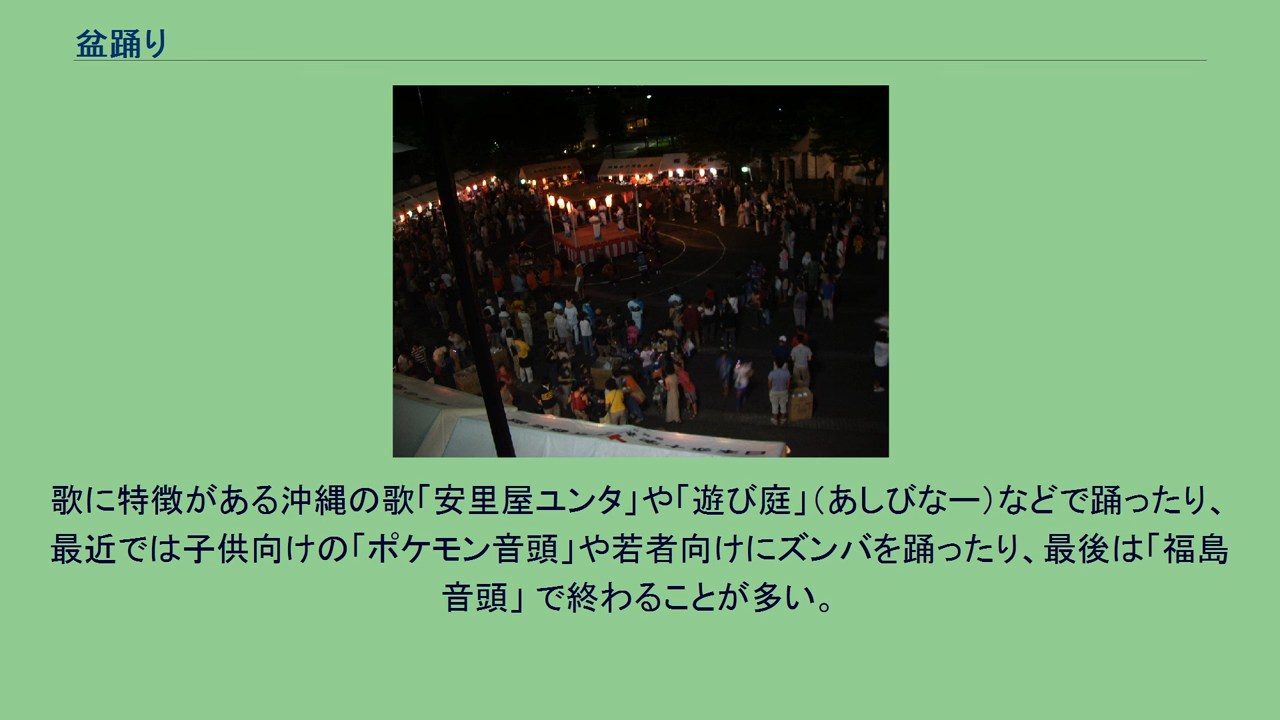 盆踊り
歌に特徴がある沖縄の歌「安里屋ユンタ」や「遊び庭」（あしびなー）などで踊ったり、
最近では子供向けの「ポケモン音頭」や若者向けにズンバを踊ったり、最後は「福島
音頭」 で終わることが多い。